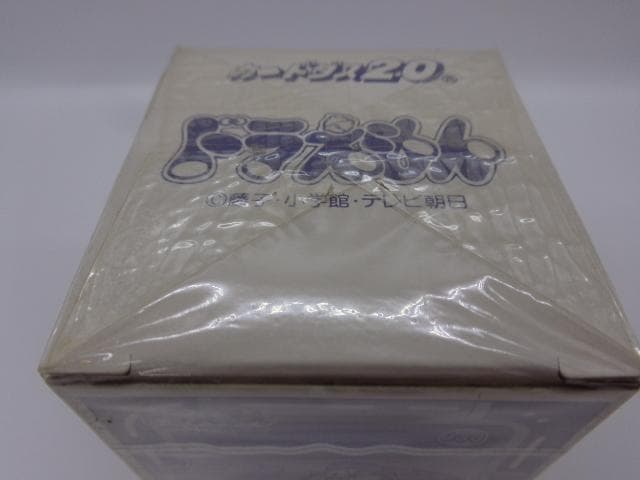 カードダス20
ドラえもん
©藤子・小学館・テレビ朝日